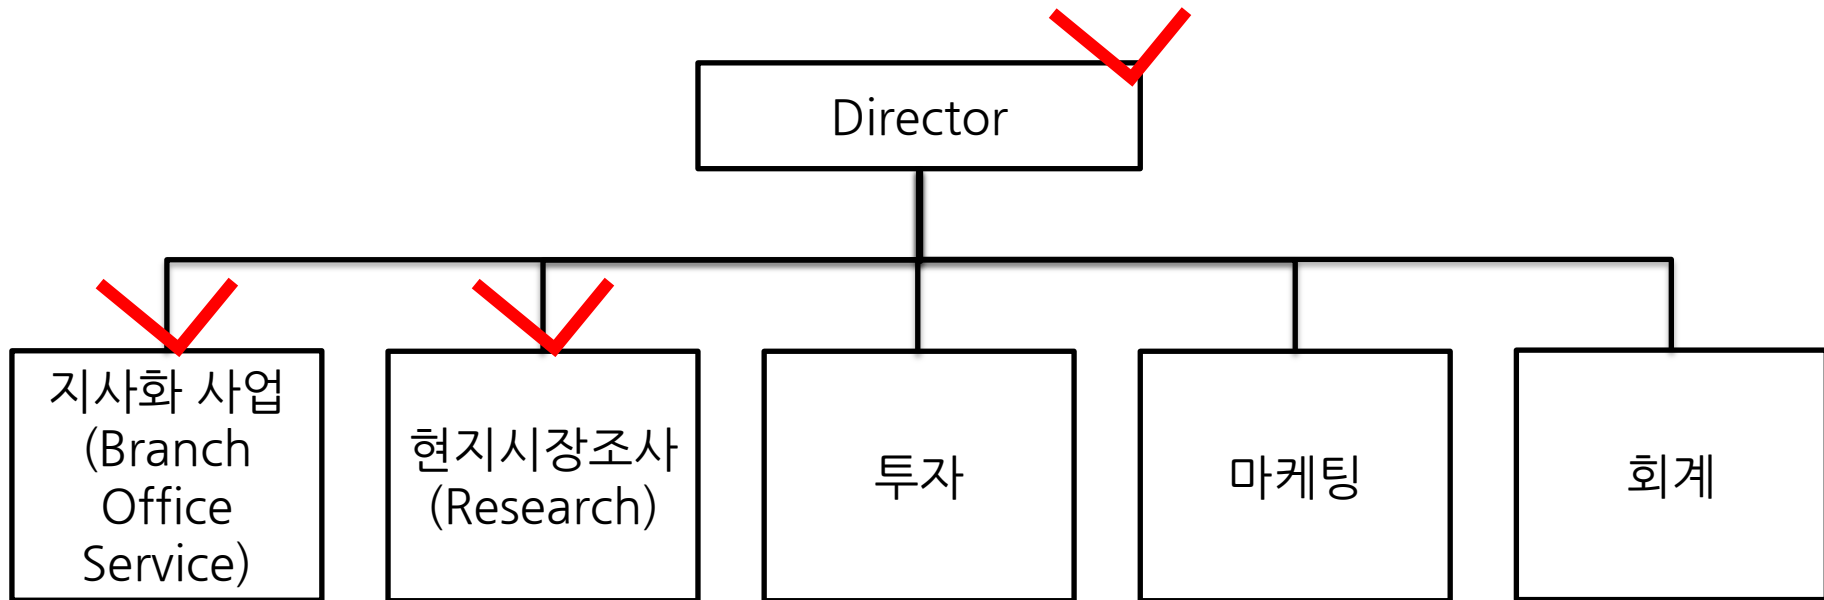 Director
지사화 사업
(Branch
Office
Service)
현지시장조사
(Research)
투자
마케팅
회계